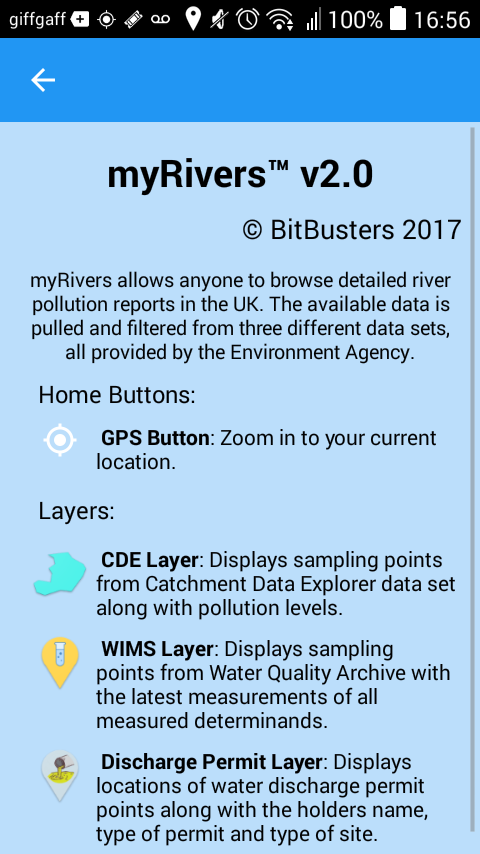 giffgaff 100% 16:56
myRivers™ v2.0
© BitBusters 2017
myRivers allows anyone to browse detailed river
pollution reports in the UK. The available data is
pulled and filtered from three different data sets,
all provided by the Environment Agency.
Home Buttons:
GPS Button: Zoom in to your current
location.
Layers:
CDE Layer: Displays sampling points
from Catchment Data Explorer data set
along with pollution levels.
WIMS Layer: Displays sampling
points from Water Quality Archive with
the latest measurements of all
measured determinands.
Discharge Permit Layer: Displays
locations of water discharge permit
points along with the holders name,
type of permit and type of site.